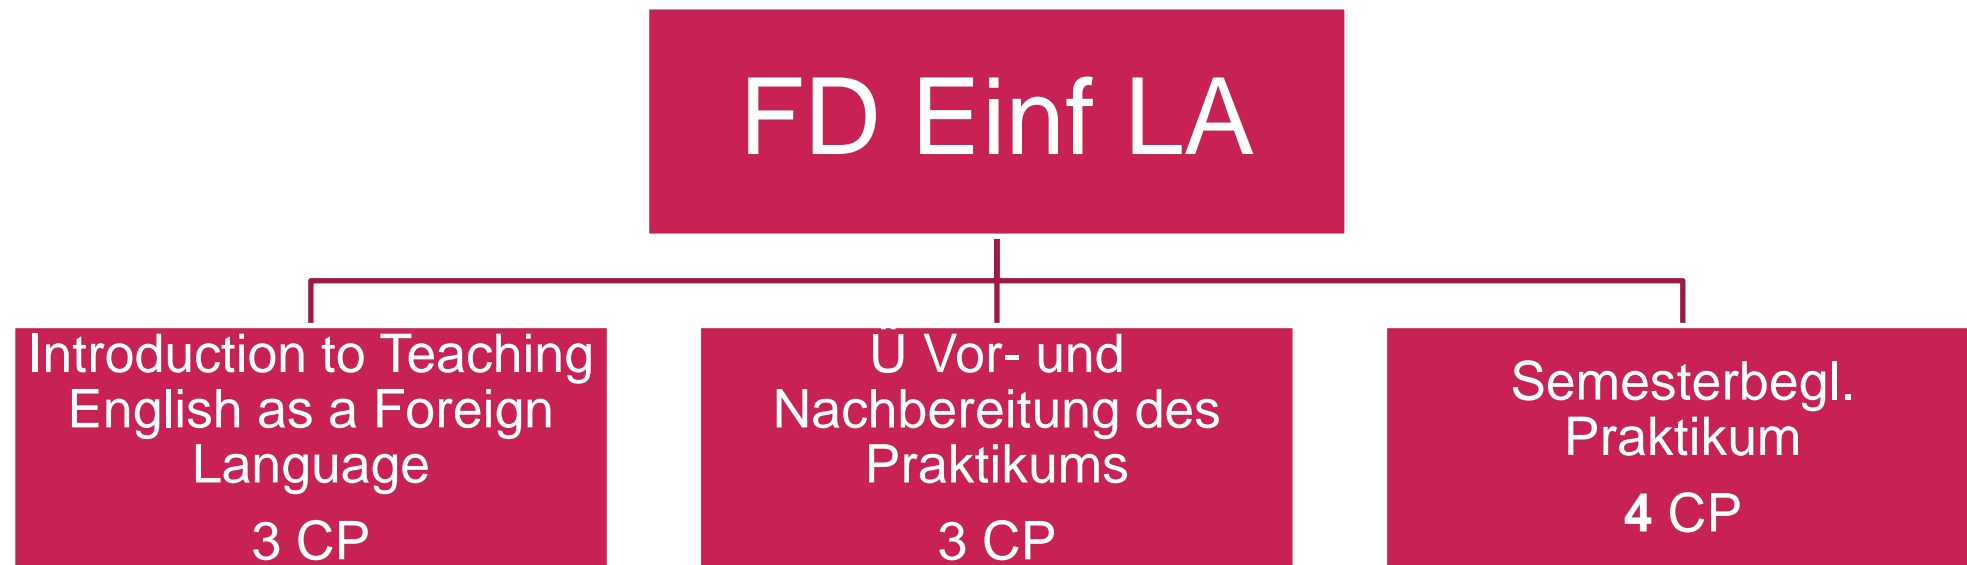 FD Einf LA
Introduction to Teaching
English as a Foreign
Language
3 CP
Ü Vor- und
Nachbereitung des
Praktikums
3 CP
Semesterbegl.
Praktikum
4 CP